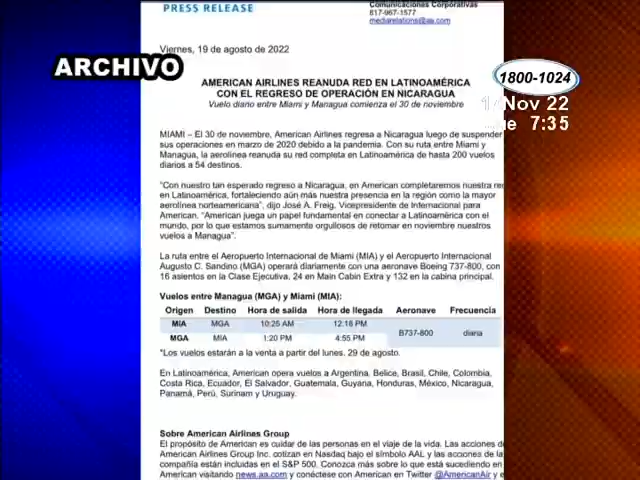 PRESS RELEASE
Comunicaciones Corporativas
817-967-1577
mediarelations@aa.com
Viernes, 19 de agosto de 2022
ARCHIVO
1800-1024
Nov 22
7:35
AMERICAN AIRLINES REANUDA RED EN LATINOAMÉRICA
CON EL REGRESO DE OPERACIÓN EN NICARAGUA
Vuelo diario entre Miami y Managua comienza el 30 de noviembre
MIAMI – El 30 de noviembre, American Airlines regresa a Nicaragua luego de suspender
sus operaciones en marzo de 2020 debido a la pandemia. Con su ruta entre Miami y
Managua, la aerolínea reanuda su red completa en Latinoamérica de hasta 200 vuelos
diarios a 54 destinos.
"Con nuestro tan esperado regreso a Nicaragua, en American completaremos nuestra re
en Latinoamérica, fortaleciendo aún más nuestra presencia en la región como la mayor
aerolínea norteamericana", dijo José A. Freig, Vicepresidente de Internacional para
American. "American juega un papel fundamental en conectar a Latinoamérica con el
mundo, por lo que estamos sumamente orgullosos de retomar en noviembre nuestros
vuelos a Managua".
La ruta entre el Aeropuerto Internacional de Miami (MIA) y el Aeropuerto Internacional
Augusto C. Sandino (MGA) operará diariamente con una aeronave Boeing 737-800, con
16 asientos en la Clase Ejecutiva, 24 en Main Cabin Extra y 132 en la cabina principal.
Vuelos entre Managua (MGA) y Miami (MIA):
Origen Destino Hora de salida Hora de llegada Aeronave Frecuencia
MIA MGA 10:25 AM 12:18 PM
B737-800 diaria
MGA MIA 1:20 PM 4:55 PM
*Los vuelos estarán a la venta a partir del lunes, 29 de agosto.
En Latinoamérica, American opera vuelos a Argentina, Belice, Brasil, Chile, Colombia,
Costa Rica, Ecuador, El Salvador, Guatemala, Guyana, Honduras, México, Nicaragua,
Panamá, Perú, Surinam y Uruguay.
Sobre American Airlines Group
El propósito de American es cuidar de las personas en el viaje de la vida. Las acciones d
American Airlines Group Inc. cotizan en Nasdaq bajo el símbolo AAL y las acciones de la
compañía están incluidas en el S&P 500. Conozca más sobre lo que está sucediendo en
American visitando news.aa.com y conéctese con American en Twitter @AmericanAir y e